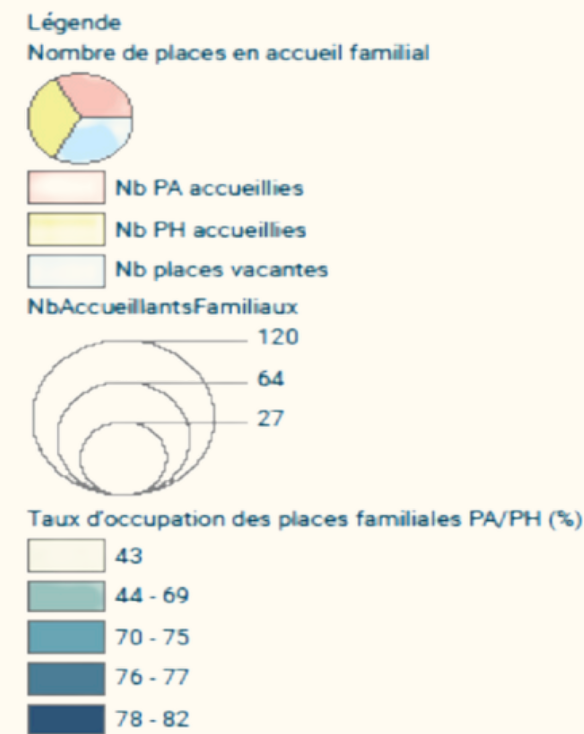 Légende
Nombre de places en accueil familial
Nb PA accueillies
Nb PH accueillies
Nb places vacantes
NbAccueillantsFamiliaux
120
64
27
Taux d'occupation des places familiales PA/PH (%)
43
44 - 69
70 - 75
76 - 77
78 - 82